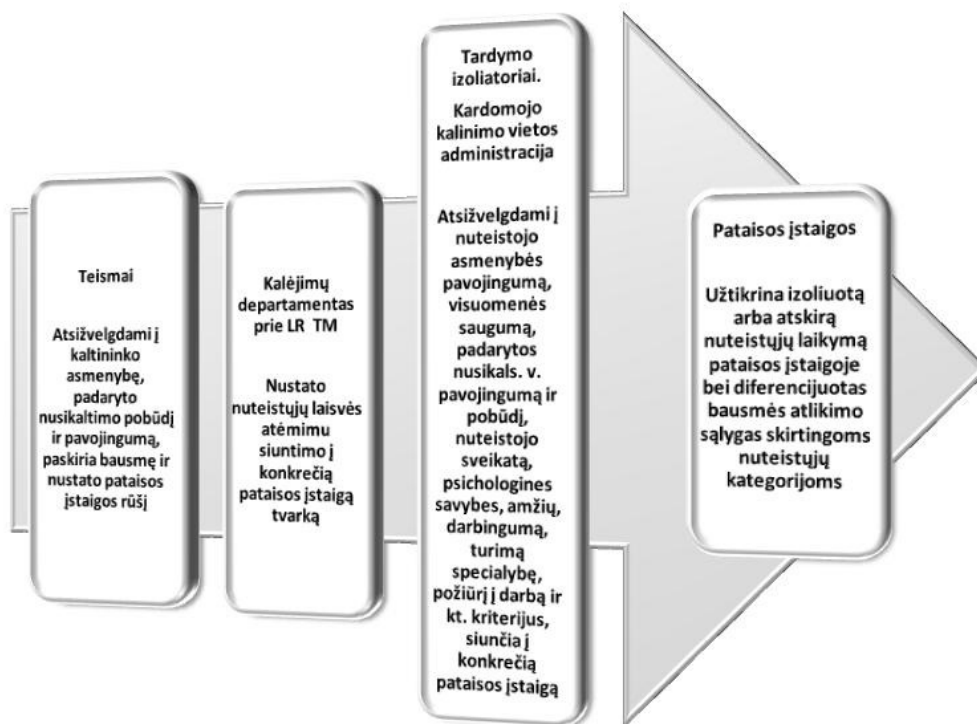 Teismai
Atsižvelgdami į
kaltininko
asmenybę,
padaryto
nusikaltimo pobūdį
ir pavojingumą,
paskiria bausmę ir
nustato pataisos
įstaigos rūšį
Kalėjimų
departamentas
prie LR TM
Nustato
nuteistųjų laisvės
atėmimu
siuntimo į
konkrečią
pataisos įstaigą
tvarką
Tardymo
izoliatoriai.
Kardomojo
kalinimo vietos
administracija
Atsižvelgdami į
nuteistojo
asmenybės
pavojingumą,
visuomenės
saugumą,
padarytos
nusikals. v.
pavojingumą ir
pobūdį,
nuteistojo
sveikatą,
psichologines
savybes, amžių,
darbingumą,
turimą
specialybę,
požiūrį į darbą ir
kt. kriterijus,
siunčia į
konkrečią
pataisos įstaigą
Pataisos įstaigos
Užtikrina izoliuotą
arba atskirą
nuteistųjų laikymą
pataisos įstaigoje
bei diferencijuotas
bausmės atlikimo
sąlygas skirtingoms
nuteistųjų
kategorijoms